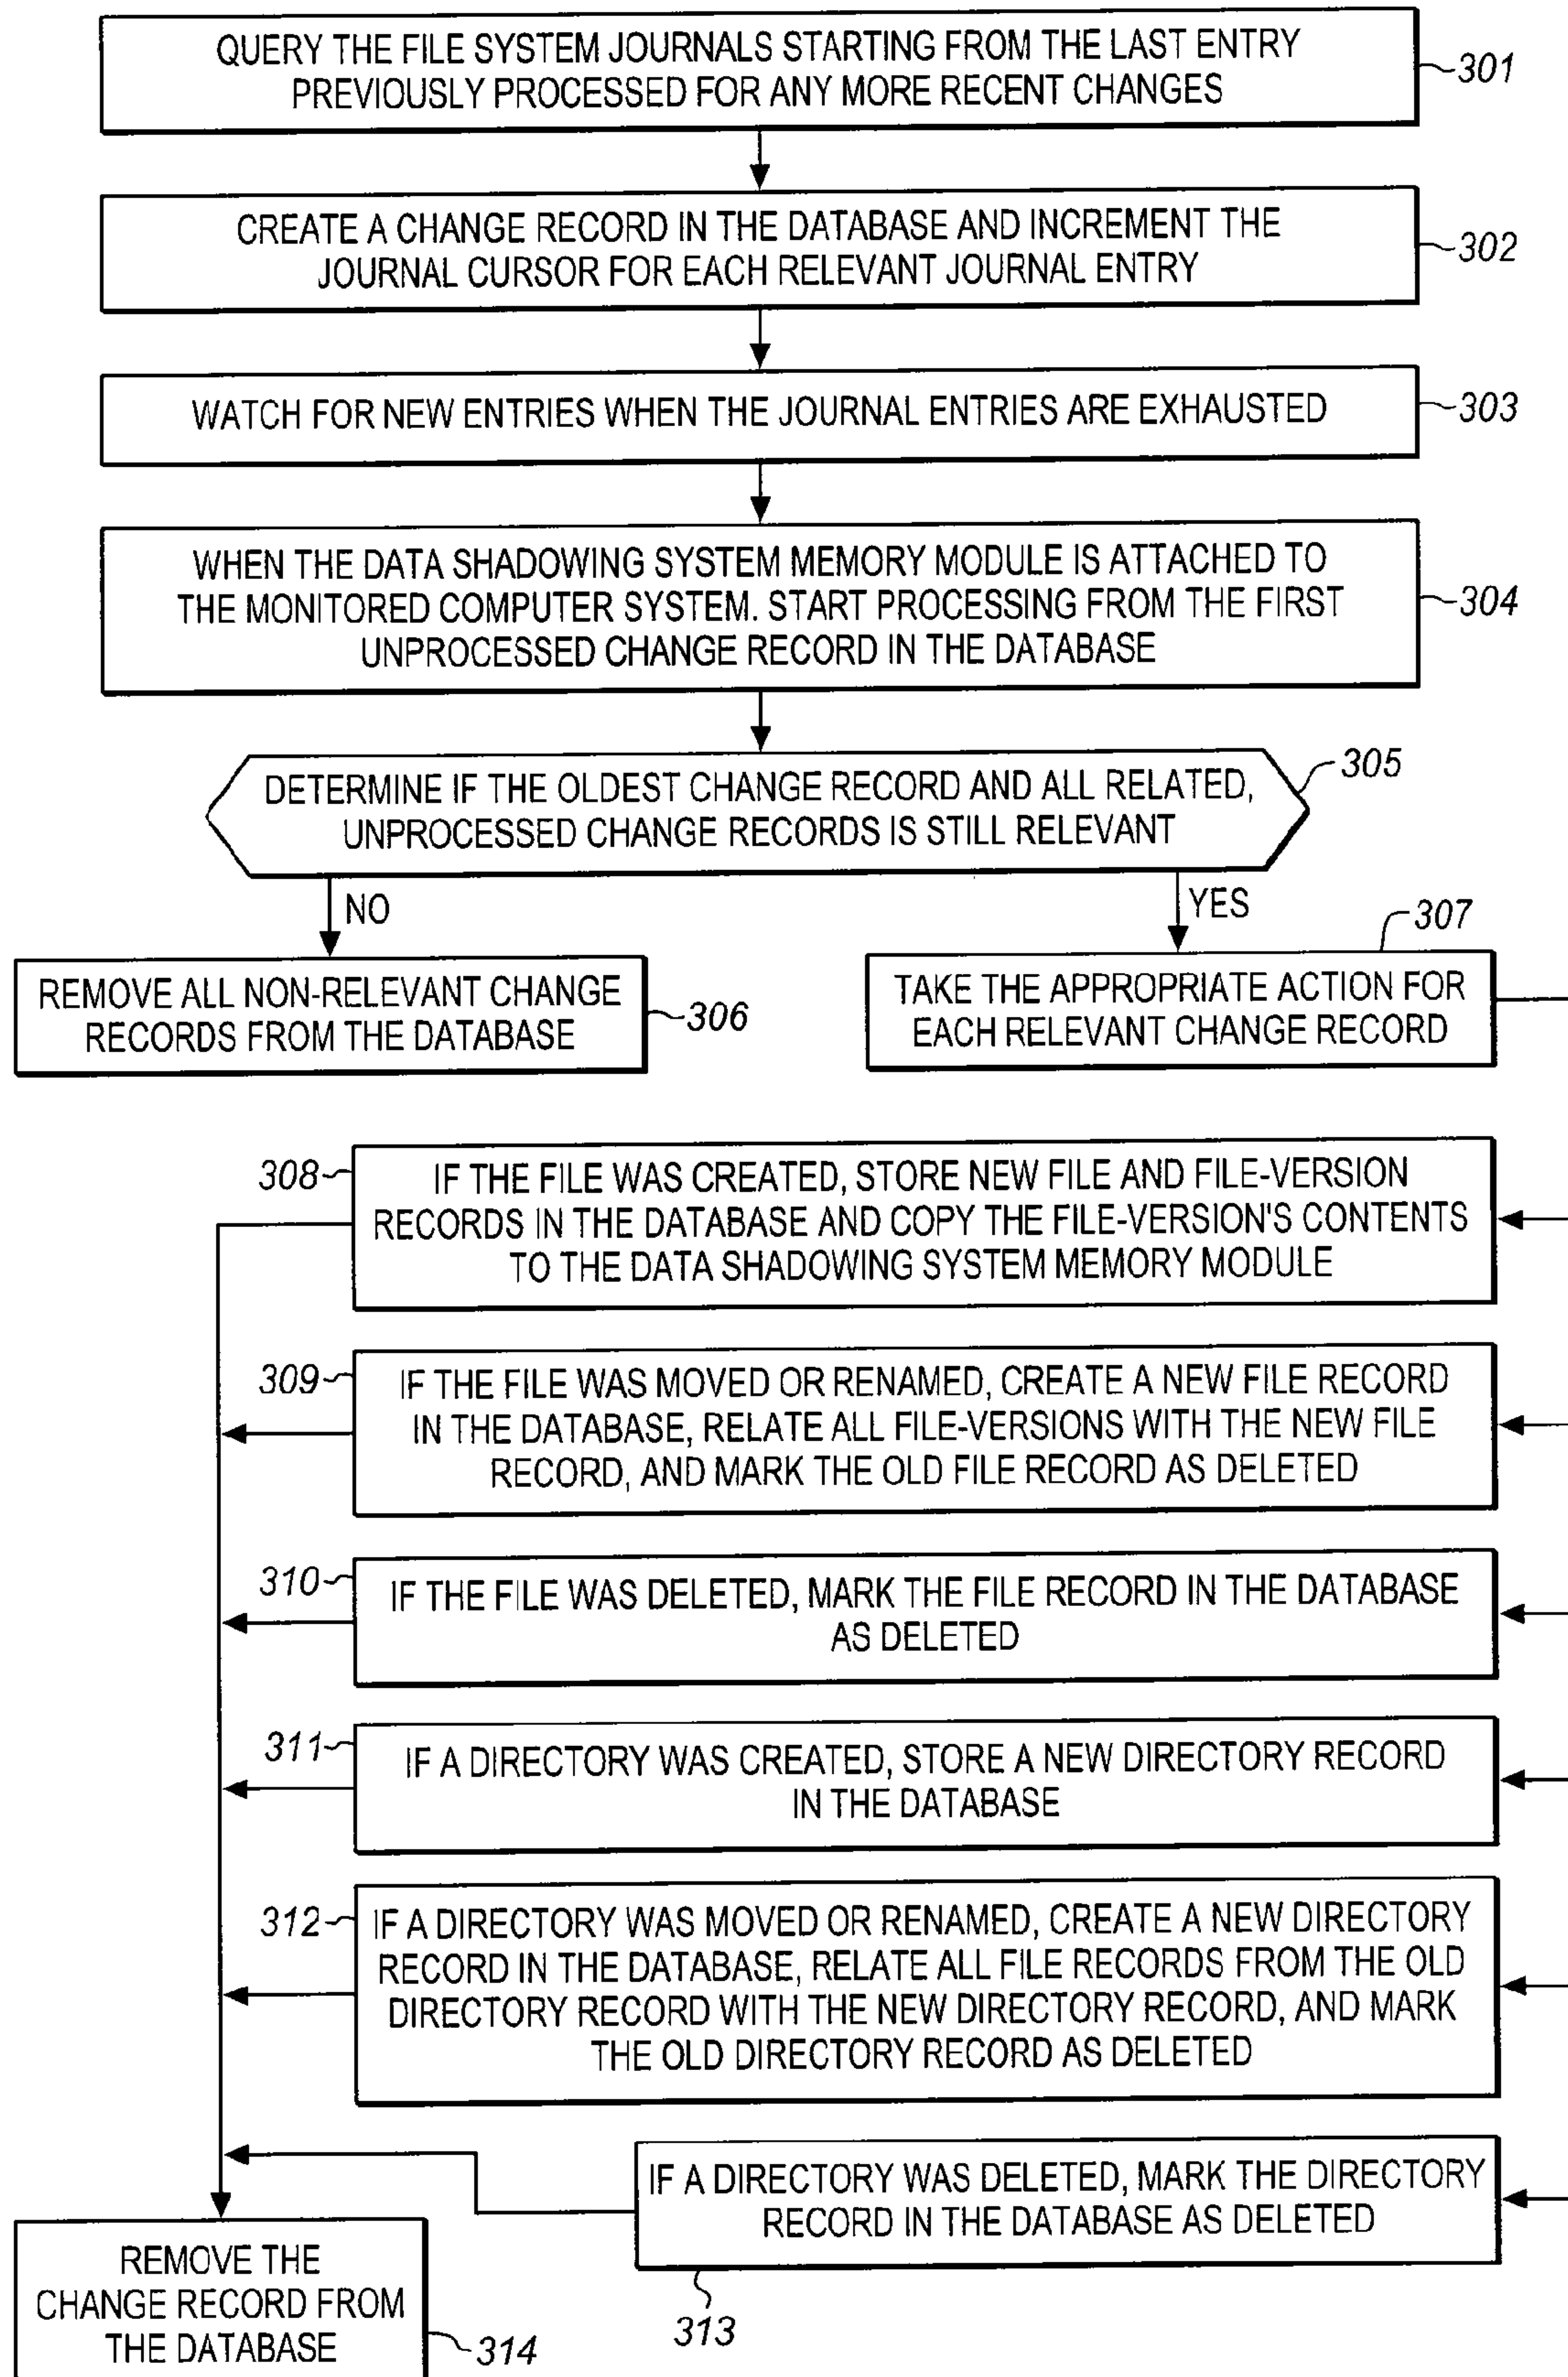 QUERY THE FILE SYSTEM JOURNALS STARTING FROM THE LAST ENTRY
PREVIOUSLY PROCESSED FOR ANY MORE RECENT CHANGES
301
CREATE A CHANGE RECORD IN THE DATABASE AND INCREMENT THE
JOURNAL CURSOR FOR EACH RELEVANT JOURNAL ENTRY
302
WATCH FOR NEW ENTRIES WHEN THE JOURNAL ENTRIES ARE EXHAUSTED
303
WHEN THE DATA SHADOWING SYSTEM MEMORY MODULE IS ATTACHED TO
THE MONITORED COMPUTER SYSTEM. START PROCESSING FROM THE FIRST
UNPROCESSED CHANGE RECORD IN THE DATABASE
304
DETERMINE IF THE OLDEST CHANGE RECORD AND ALL RELATED,
UNPROCESSED CHANGE RECORDS IS STILL RELEVANT
305
NO
YES
REMOVE ALL NON-RELEVANT CHANGE
RECORDS FROM THE DATABASE
306
307
TAKE THE APPROPRIATE ACTION FOR
EACH RELEVANT CHANGE RECORD
308
IF THE FILE WAS CREATED, STORE NEW FILE AND FILE-VERSION
RECORDS IN THE DATABASE AND COPY THE FILE-VERSION'S CONTENTS
TO THE DATA SHADOWING SYSTEM MEMORY MODULE
309
IF THE FILE WAS MOVED OR RENAMED, CREATE A NEW FILE RECORD
IN THE DATABASE, RELATE ALL FILE-VERSIONS WITH THE NEW FILE
RECORD, AND MARK THE OLD FILE RECORD AS DELETED
310
IF THE FILE WAS DELETED, MARK THE FILE RECORD IN THE DATABASE
AS DELETED
311
IF A DIRECTORY WAS CREATED, STORE A NEW DIRECTORY RECORD
IN THE DATABASE
312
IF A DIRECTORY WAS MOVED OR RENAMED, CREATE A NEW DIRECTORY
RECORD IN THE DATABASE, RELATE ALL FILE RECORDS FROM THE OLD
DIRECTORY RECORD WITH THE NEW DIRECTORY RECORD, AND MARK
THE OLD DIRECTORY RECORD AS DELETED
IF A DIRECTORY WAS DELETED, MARK THE DIRECTORY
RECORD IN THE DATABASE AS DELETED
313
REMOVE THE
CHANGE RECORD FROM
THE DATABASE
314